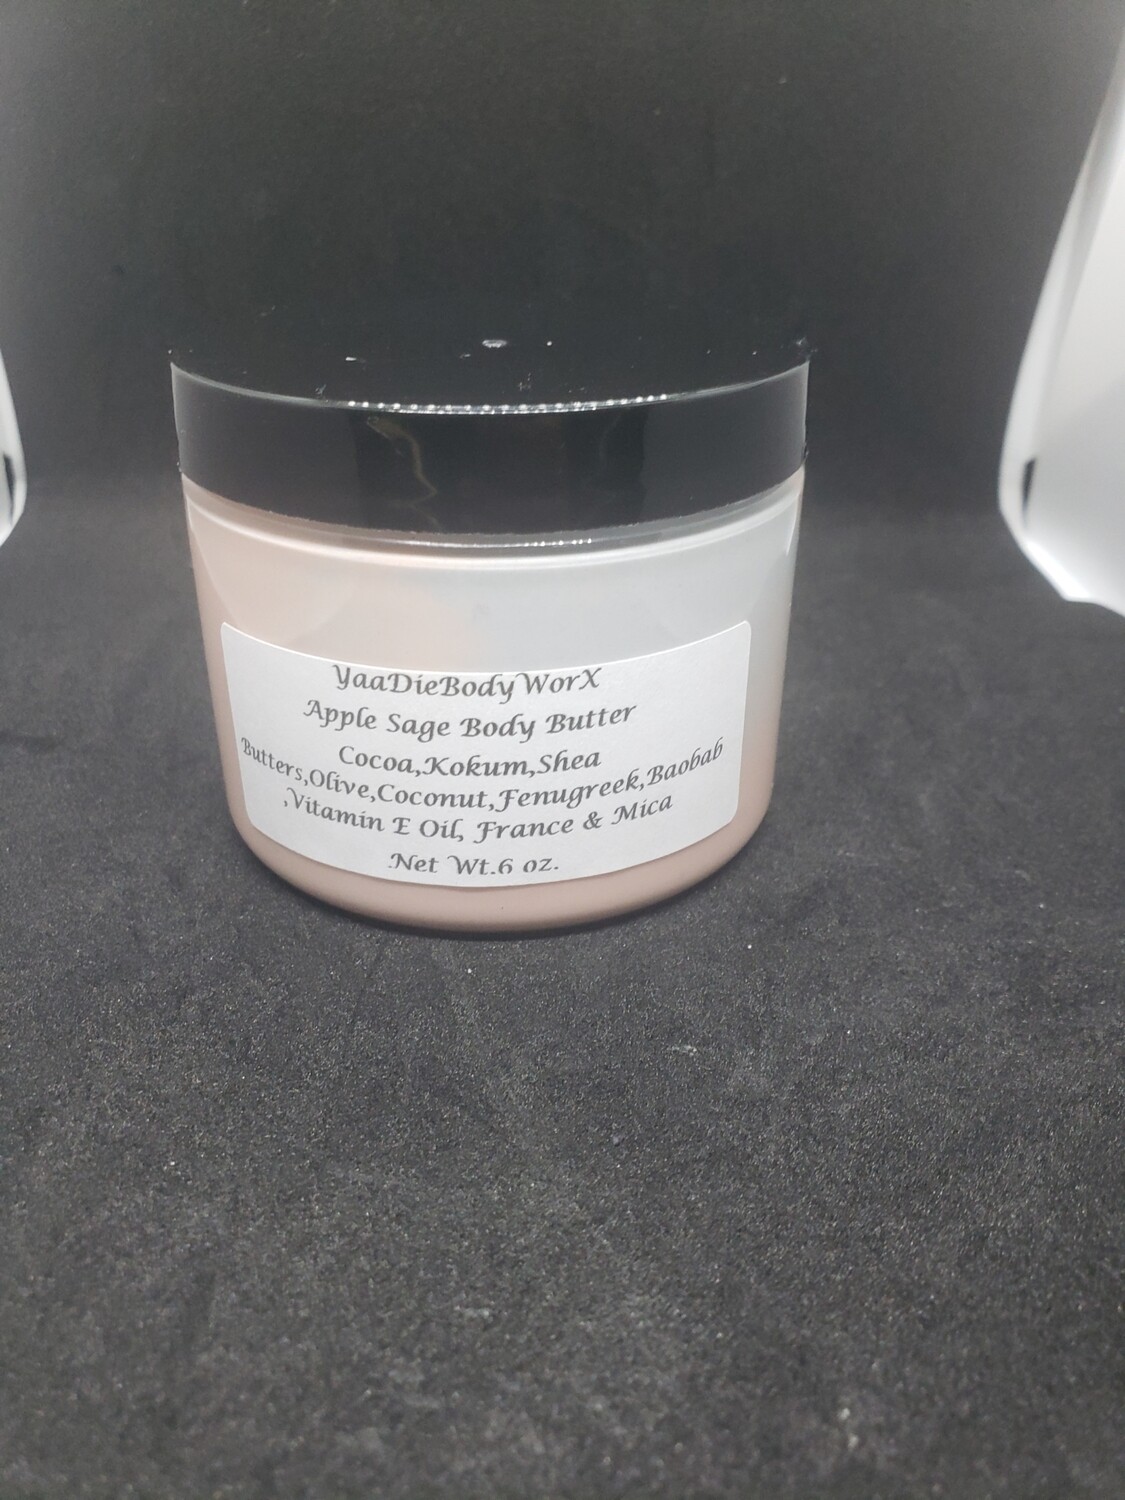 YaaDieBodyWorX
Apple Sage Body Butter
Cocoa,Kokum,Shea
Butters,Olive,Coconut,Fenugreek,Baobab
,Vitamin E Oil, France & Mica
Net Wt.6 oz.